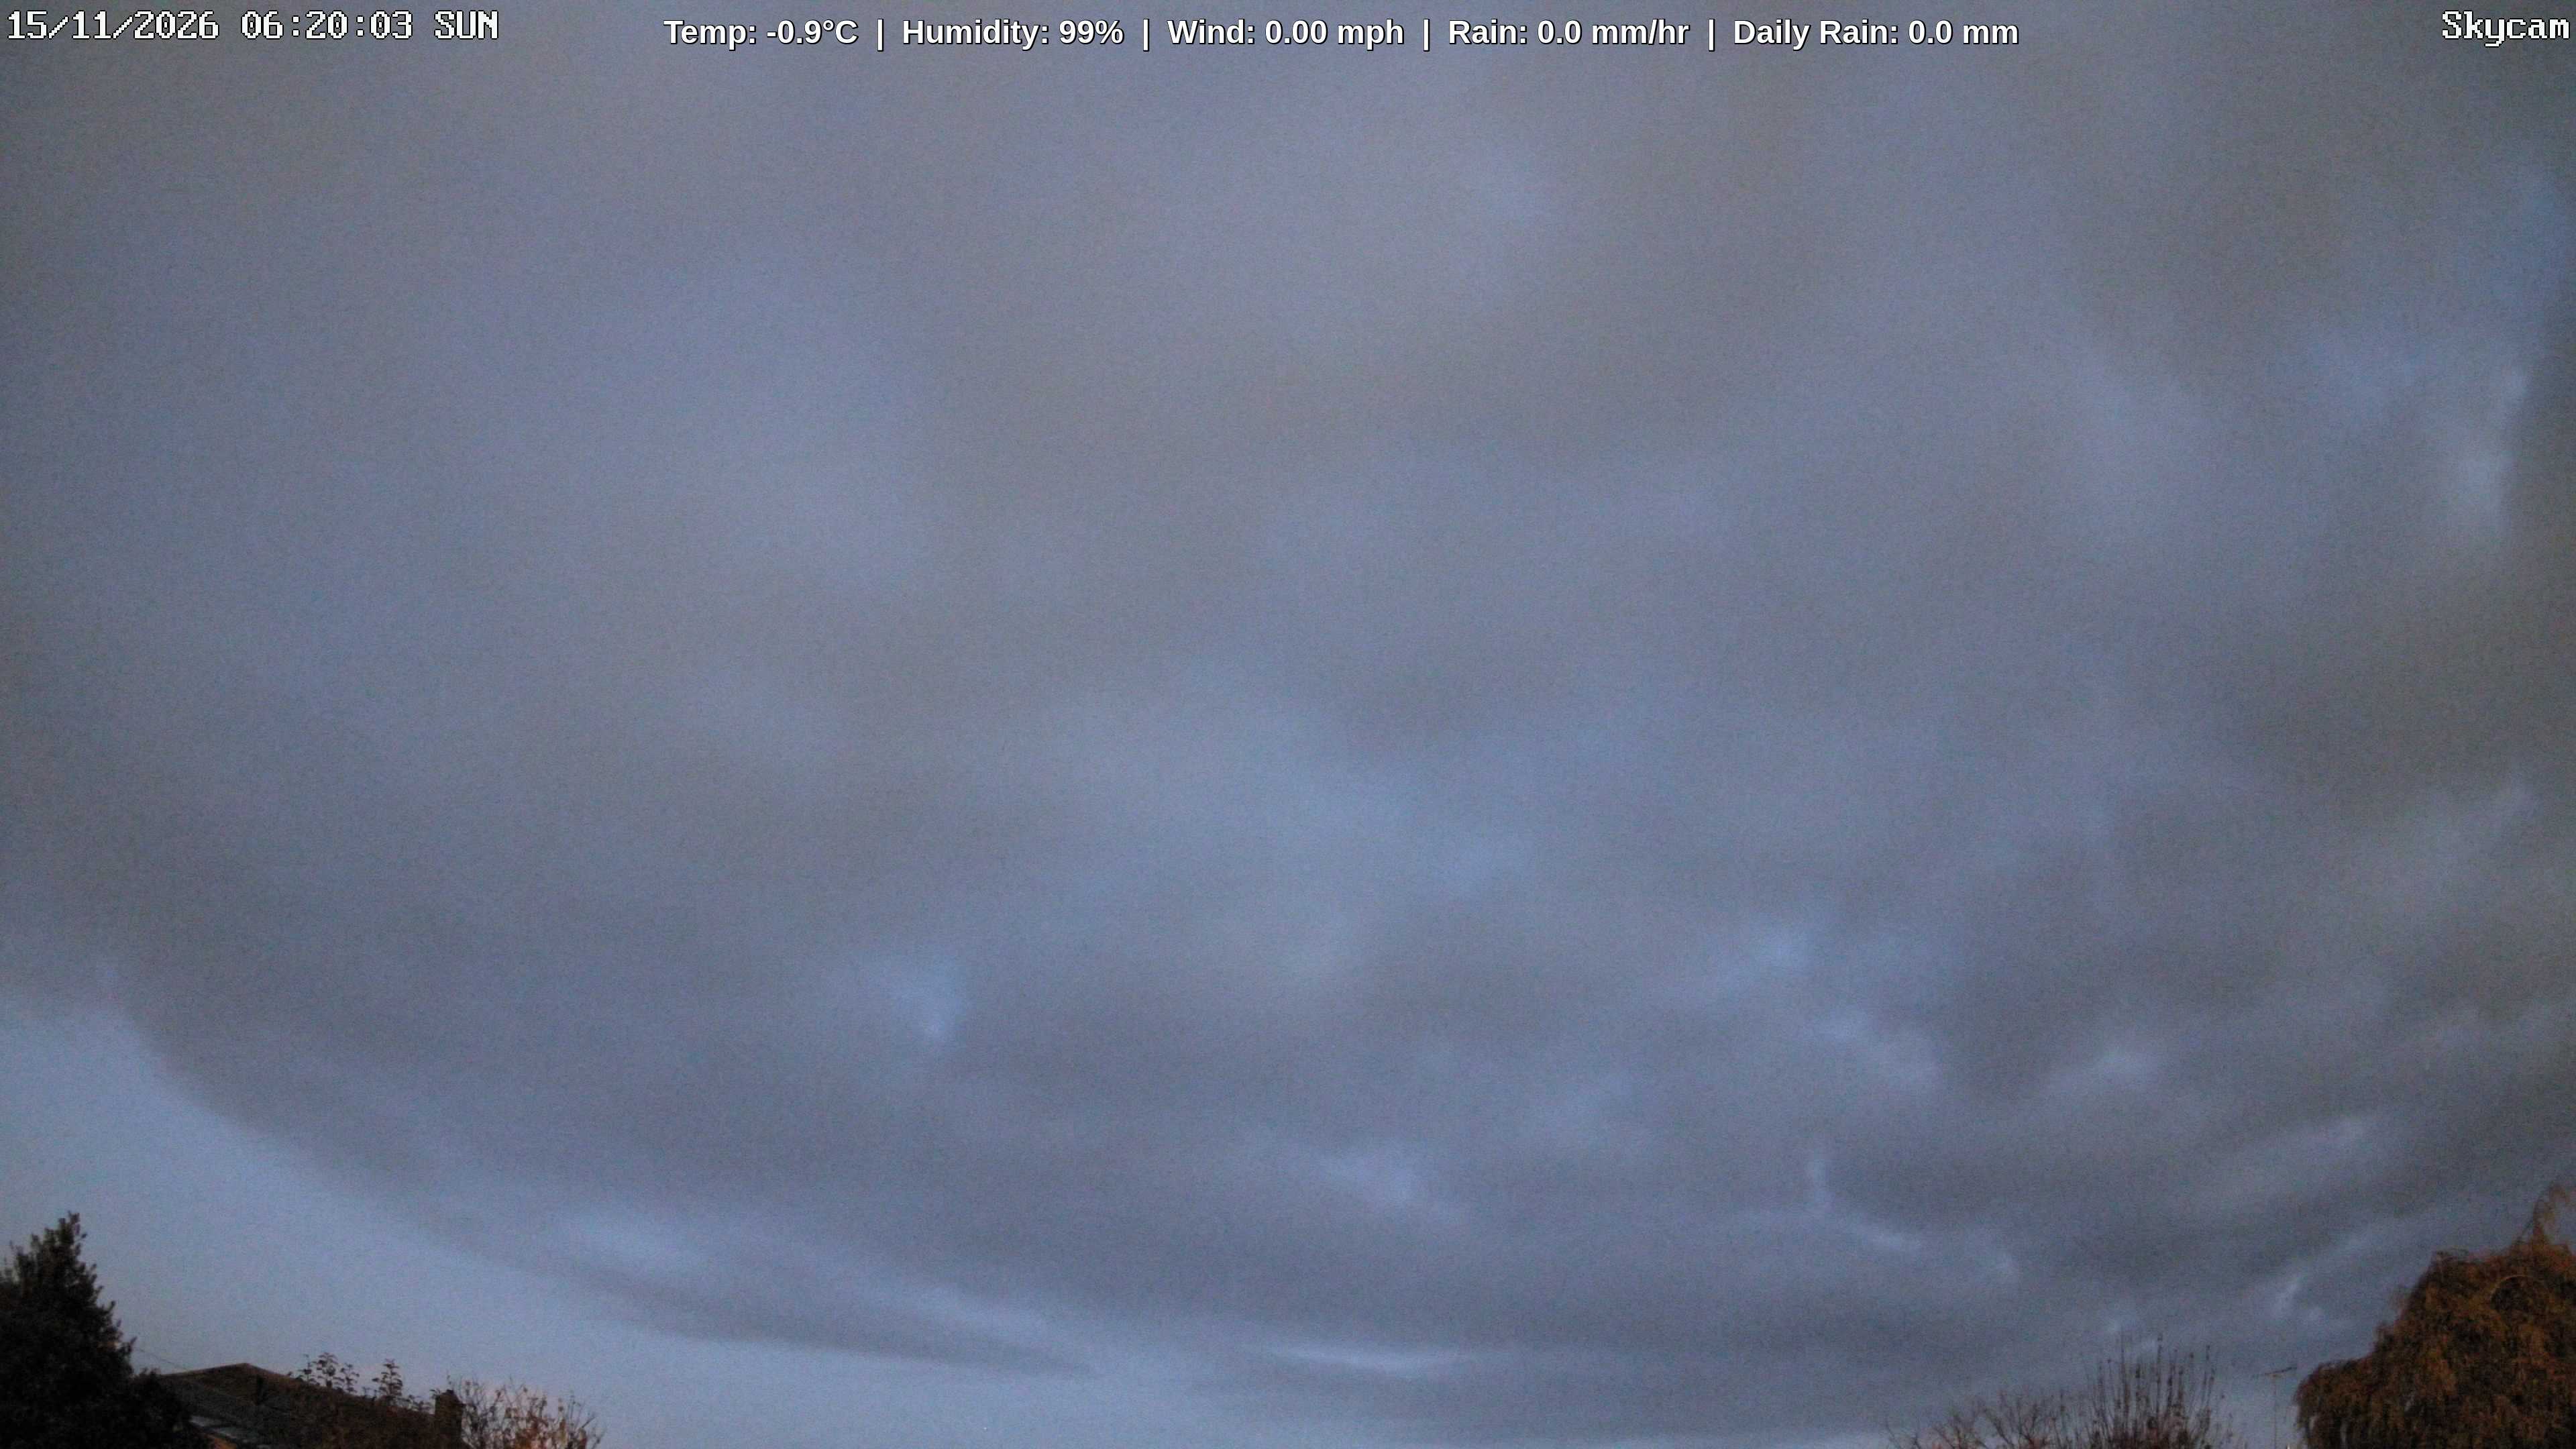 15/11/2026 06:20:03 SUN
Temp: -0.9°C | Humidity: 99% | Wind: 0.00 mph | Rain: 0.0 mm/hr | Daily Rain: 0.0 mm
Skycam